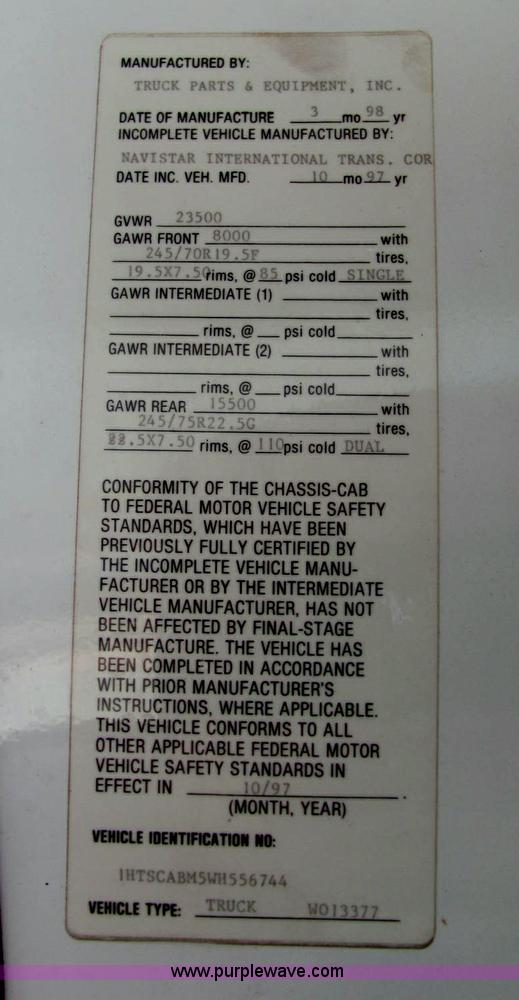 MANUFACTURED BY:
TRUCK PARTS & EQUIPMENT, INC.
DATE OF MANUFACTURE 3 mo 98 yr
INCOMPLETE VEHICLE MANUFACTURED BY:
NAVISTAR INTERNATIONAL TRANS. COR
DATE INC. VEH. MFD. 10 mo 97 yr
GVWR 23500
GAWR FRONT 8000 with
245/70R19.5F tires,
19.5X7.50 rims, @ 85 psi cold SINGLE
GAWR INTERMEDIATE (1) with
tires,
rims, @ psi cold
GAWR INTERMEDIATE (2) with
tires,
rims, @ psi cold
GAWR REAR 15500 with
245/75R22.5G tires,
22.5X7.50 rims, @ 110 psi cold DUAL
CONFORMITY OF THE CHASSIS-CAB
TO FEDERAL MOTOR VEHICLE SAFETY
STANDARDS, WHICH HAVE BEEN
PREVIOUSLY FULLY CERTIFIED BY
THE INCOMPLETE VEHICLE MANU-
FACTURER OR BY THE INTERMEDIATE
VEHICLE MANUFACTURER, HAS NOT
BEEN AFFECTED BY FINAL-STAGE
MANUFACTURE. THE VEHICLE HAS
BEEN COMPLETED IN ACCORDANCE
WITH PRIOR MANUFACTURER'S
INSTRUCTIONS, WHERE APPLICABLE.
THIS VEHICLE CONFORMS TO ALL
OTHER APPLICABLE FEDERAL MOTOR
VEHICLE SAFETY STANDARDS IN
EFFECT IN 10/97.
(MONTH, YEAR)
VEHICLE IDENTIFICATION NO:
1HTSCABM5WH556744
VEHICLE TYPE: TRUCK WO13377
www.purplewave.com